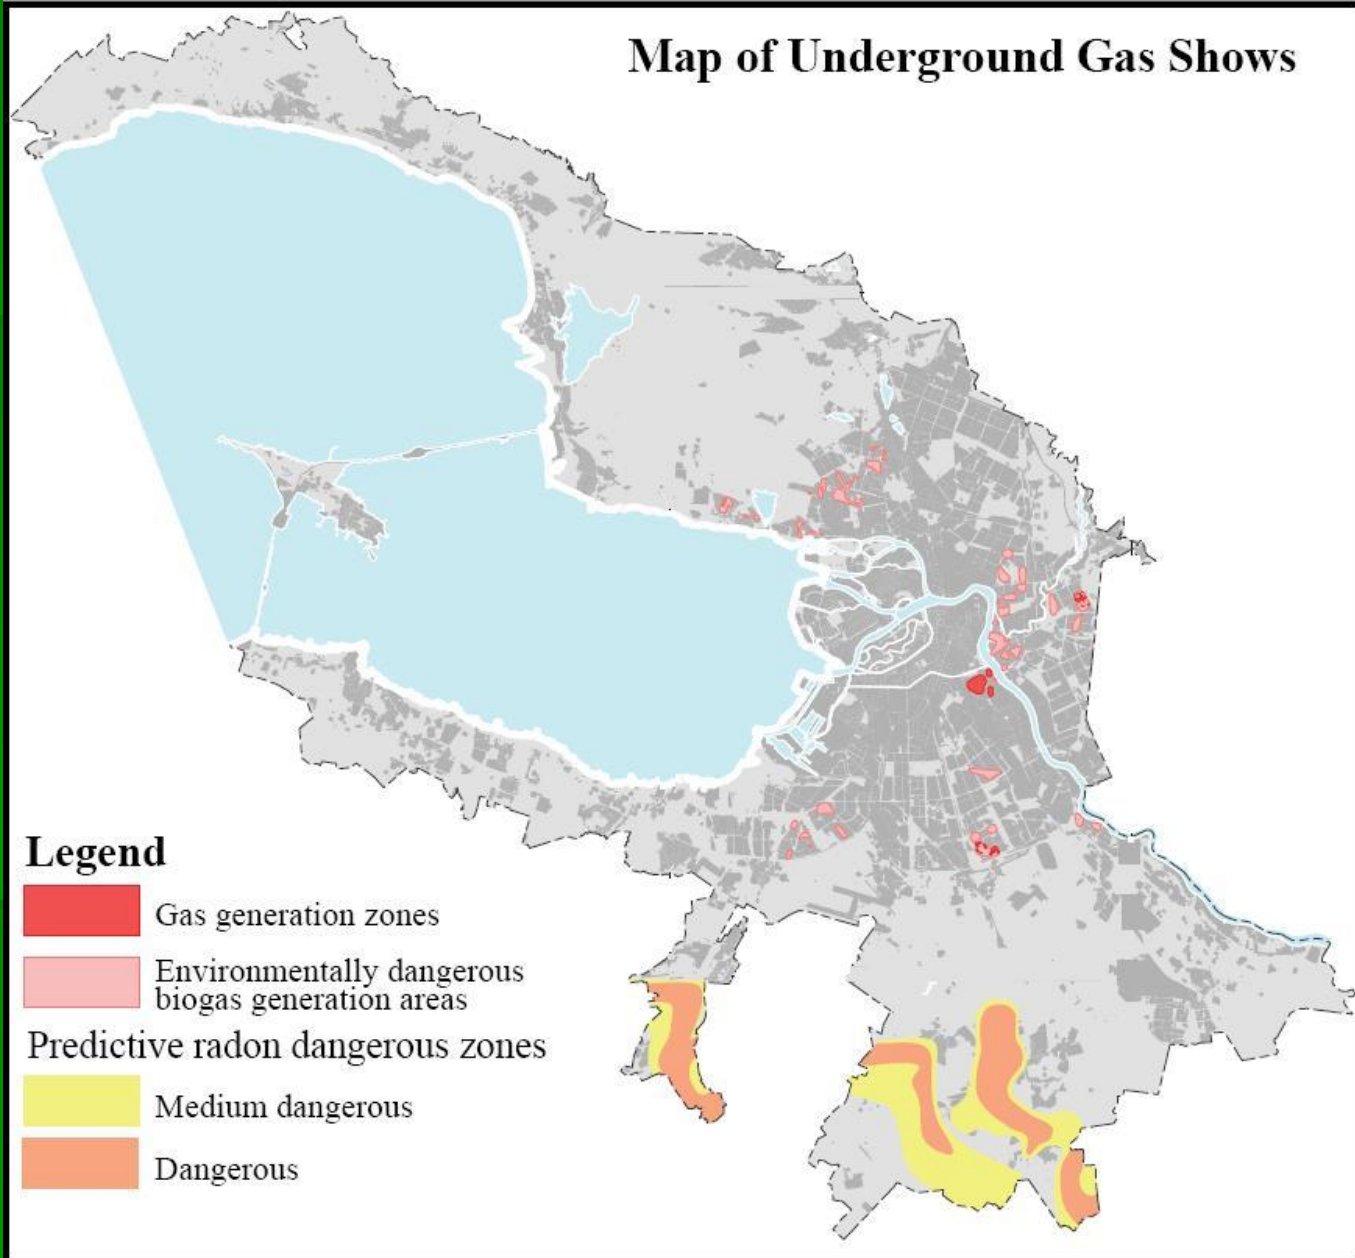 Map of Underground Gas Shows
Legend
Gas generation zones
Environmentally dangerous
biogas generation areas
Predictive radon dangerous zones
Medium dangerous
Dangerous